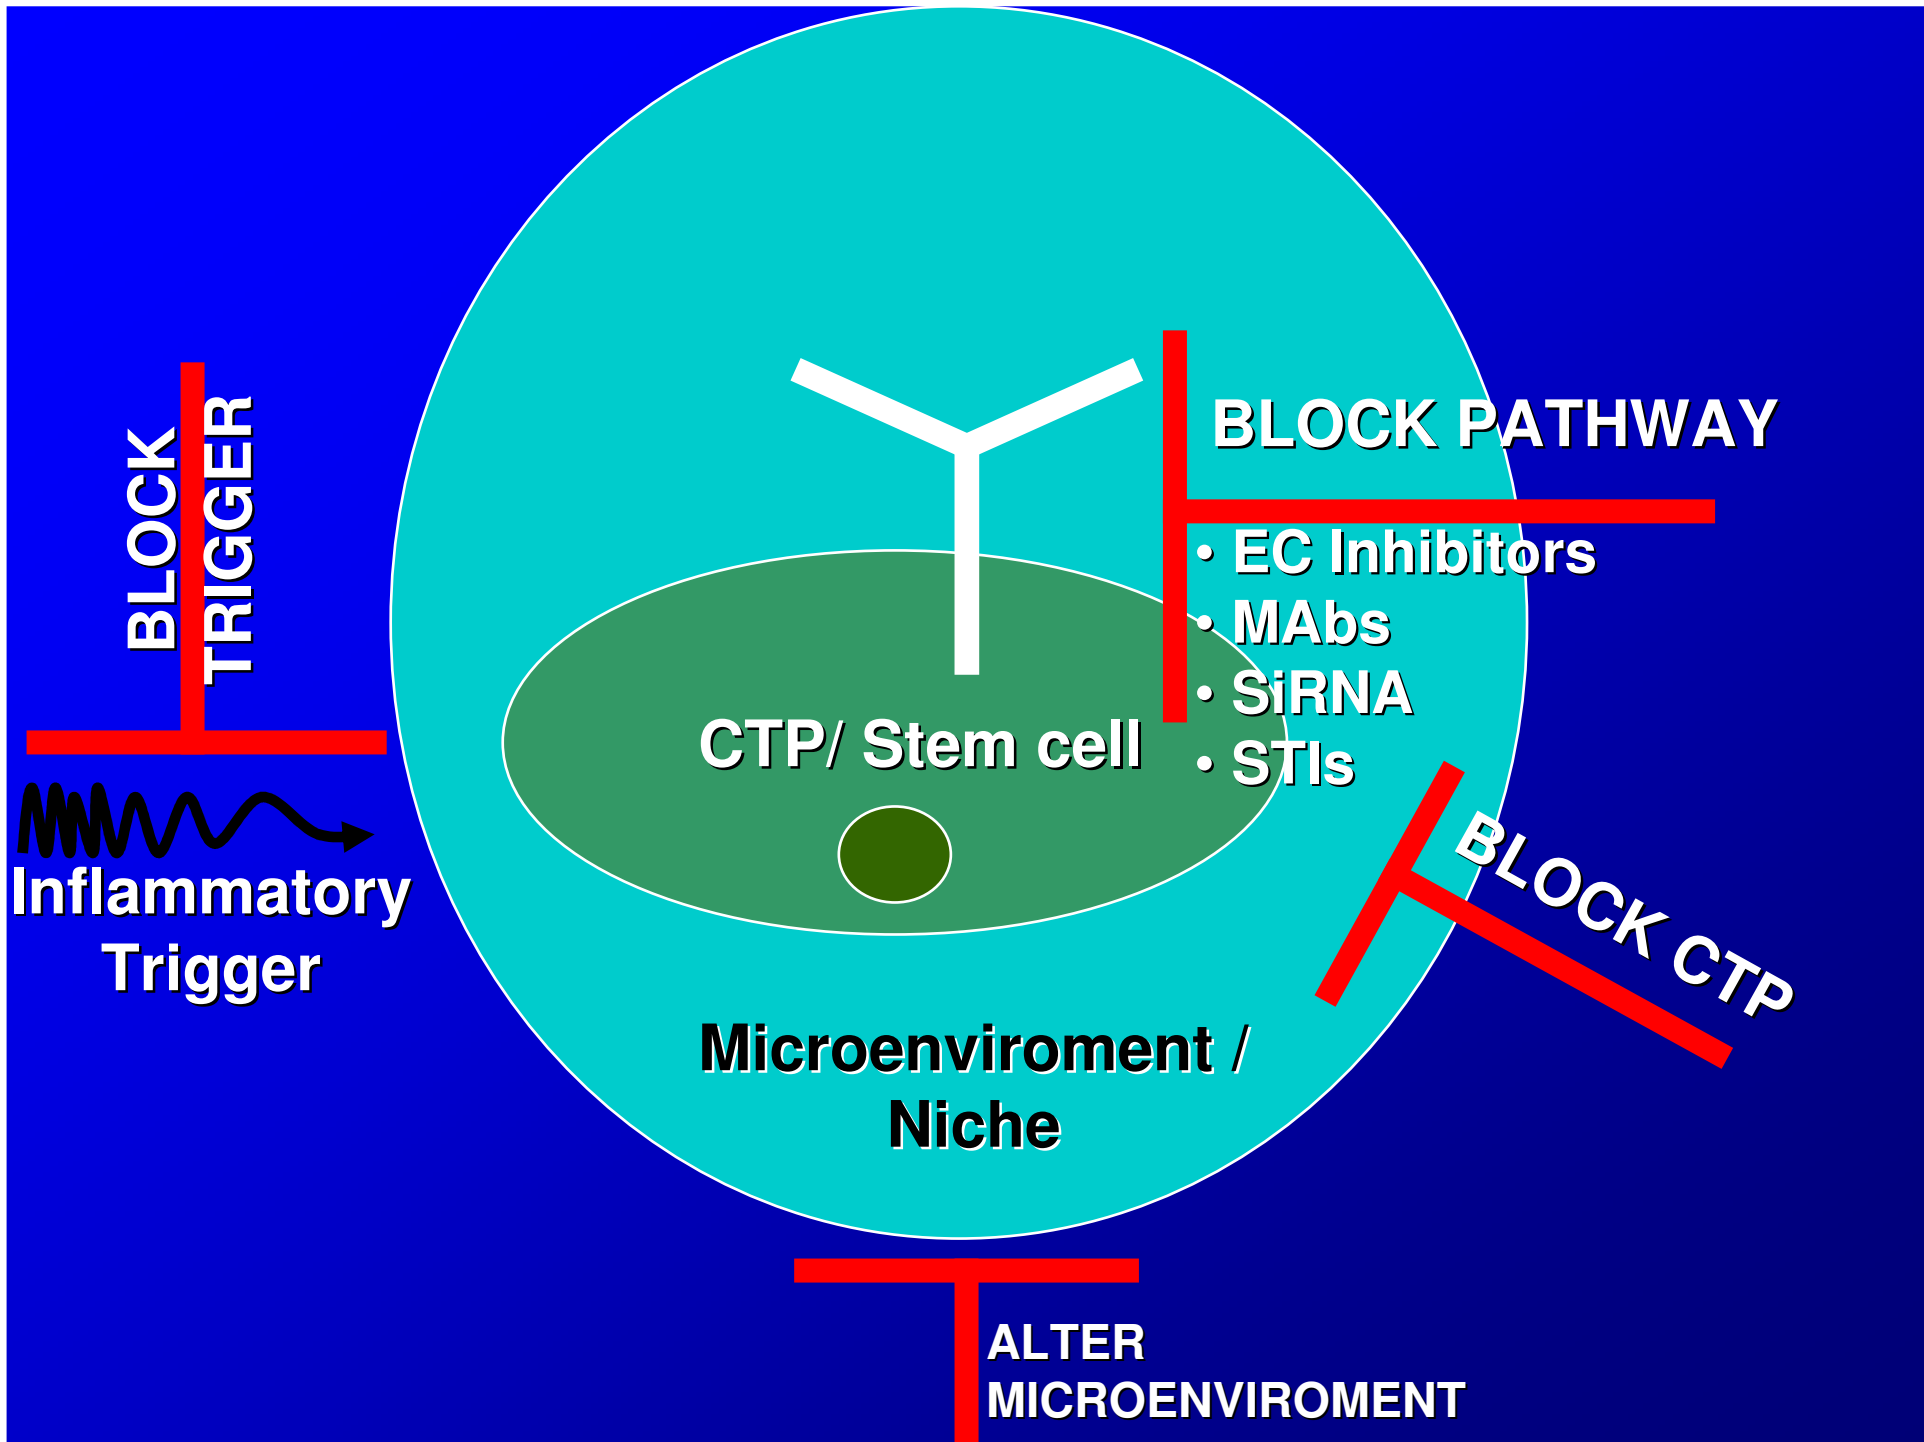 BLOCK
TRIGGER
Inflammatory
Trigger
BLOCK PATHWAY
• EC Inhibitors
• MAbs
• SiRNA
• STIs
CTP/ Stem cell
BLOCK CTP
Microenviroment /
Niche
ALTER
MICROENVIROMENT